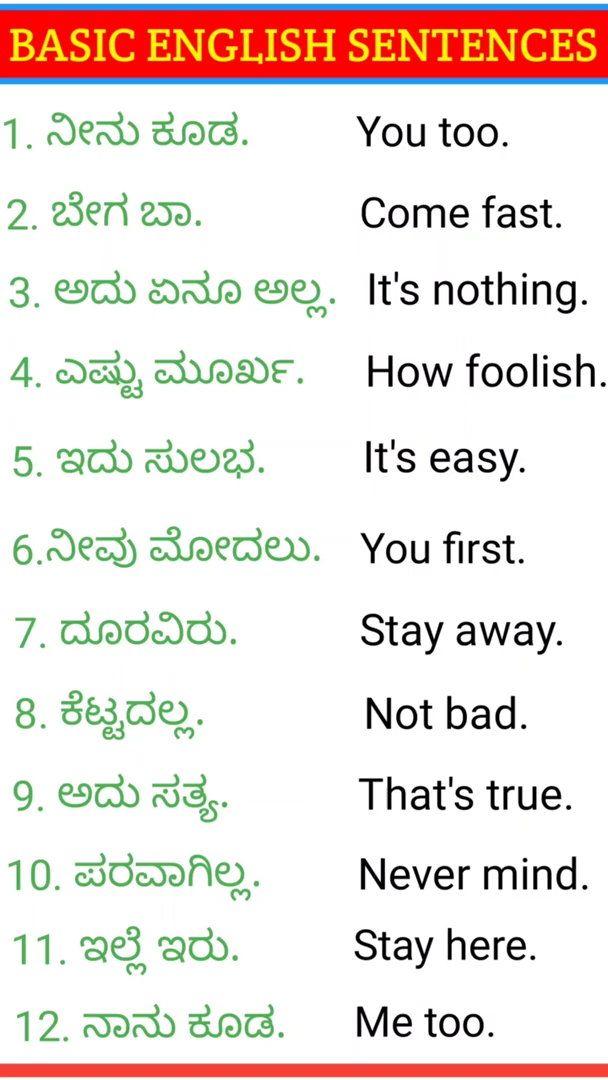 BASIC ENGLISH SENTENCES
1. ನೀನು ಕೂಡ. You too.
2. ಬೇಗ ಬಾ. Come fast.
3. ಅದು ಏನೂ ಅಲ್ಲ. It's nothing.
4. ಎಷ್ಟು ಮೂರ್ಖ. How foolish.
5. ಇದು ಸುಲಭ. It's easy.
6.ನೀವು ಮೋದಲು. You first.
7. ದೂರವಿರು. Stay away.
8. ಕೆಟ್ಟದಲ್ಲ. Not bad.
9. ಅದು ಸತ್ಯ. That's true.
10. ಪರವಾಗಿಲ್ಲ. Never mind.
11. ಇಲ್ಲೆ ಇರು. Stay here.
12. ನಾನು ಕೂಡ. Me too.